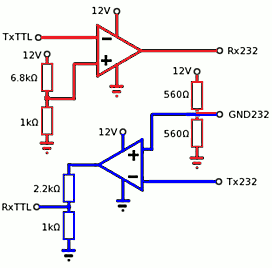 12V
TxTTL
Rx232
12V
12V
6.8kΩ
560Ω
GND232
1kΩ
560Ω
12V
2.2kΩ
Tx232
RxTTL
1kΩ